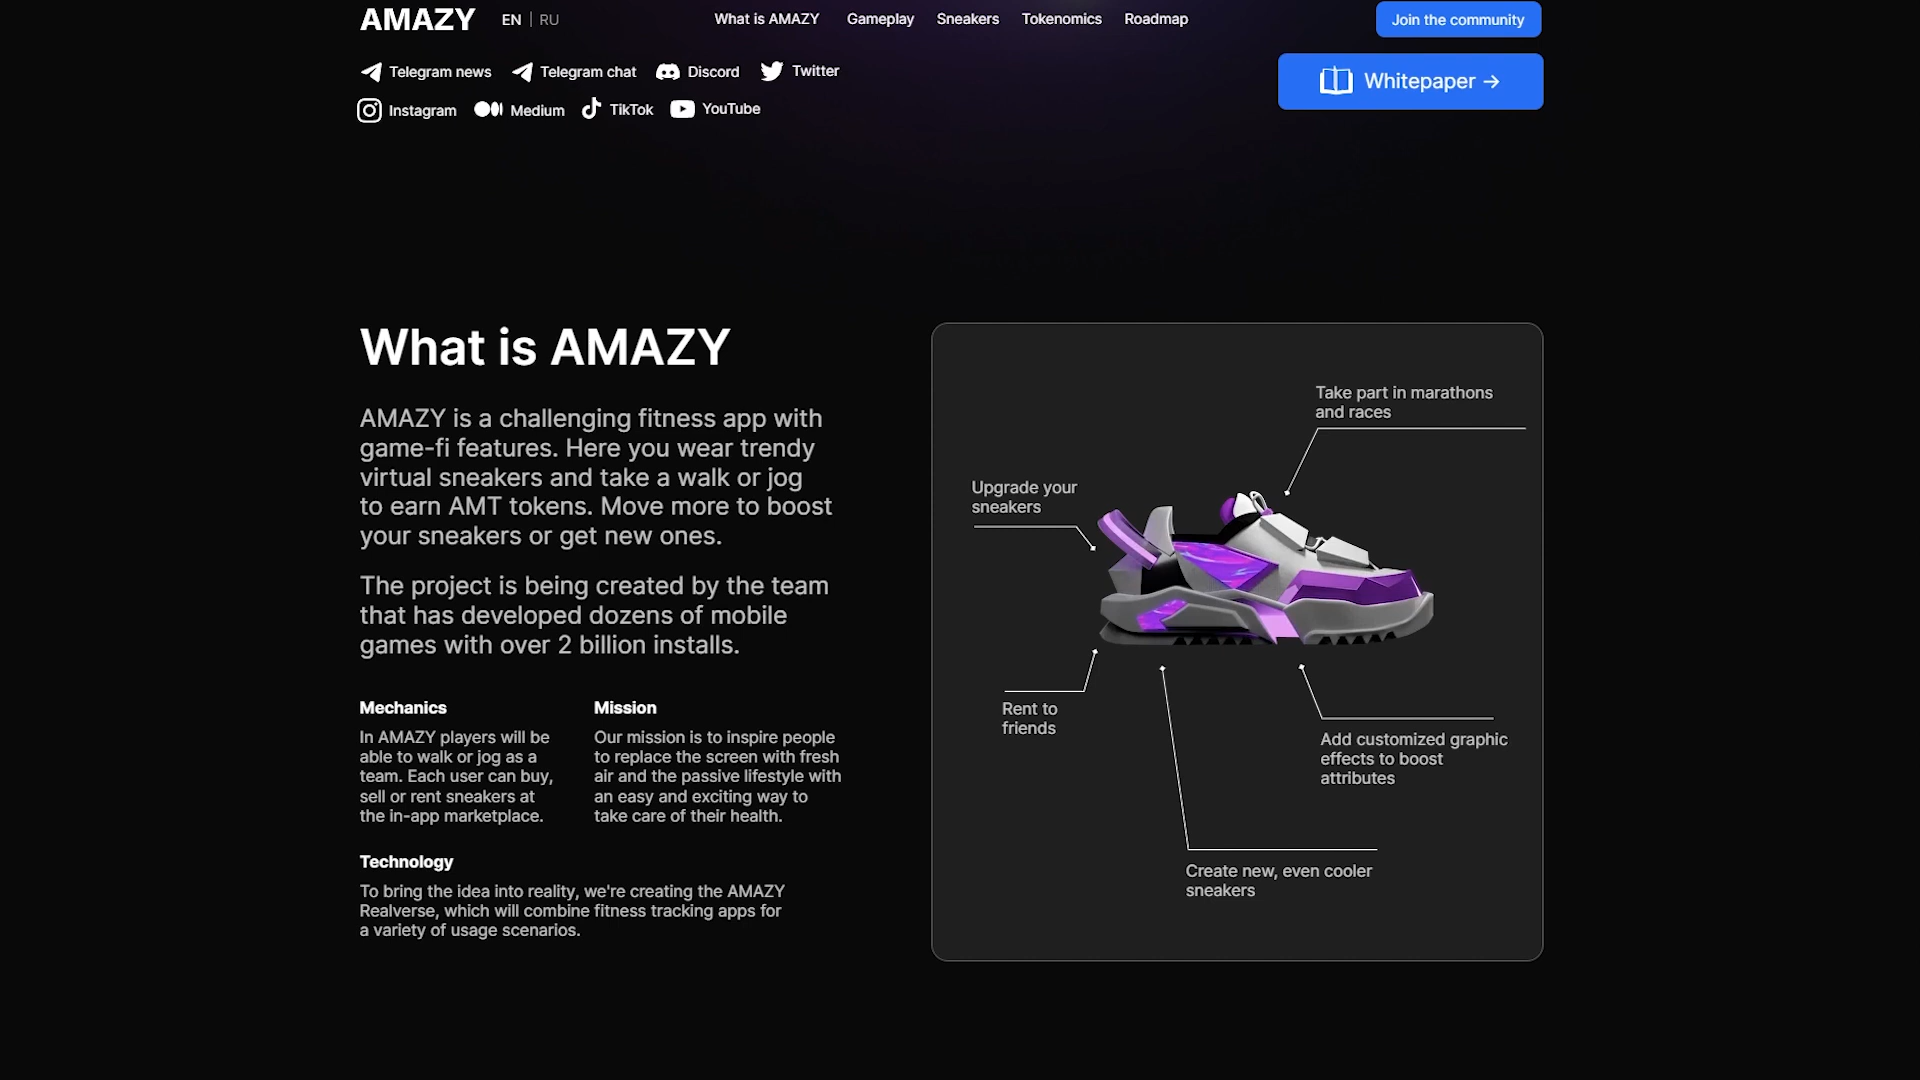 AMAZY EN | RU What is AMAZY Gameplay Sneakers Tokenomics Roadmap Join the community
Telegram news Telegram chat Discord Twitter
Whitepaper →
Instagram Medium TikTok YouTube
What is AMAZY
AMAZY is a challenging fitness app with
game-fi features. Here you wear trendy
virtual sneakers and take a walk or jog
to earn AMT tokens. Move more to boost
your sneakers or get new ones.
The project is being created by the team
that has developed dozens of mobile
games with over 2 billion installs.
Mechanics
In AMAZY players will be
able to walk or jog as a
team. Each user can buy,
sell or rent sneakers at
the in-app marketplace.
Mission
Our mission is to inspire people
to replace the screen with fresh
air and the passive lifestyle with
an easy and exciting way to
take care of their health.
Technology
To bring the idea into reality, we're creating the AMAZY
Realverse, which will combine fitness tracking apps for
a variety of usage scenarios.
Take part in marathons
and races
Upgrade your
sneakers
Rent to
friends
Add customized graphic
effects to boost
attributes
Create new, even cooler
sneakers